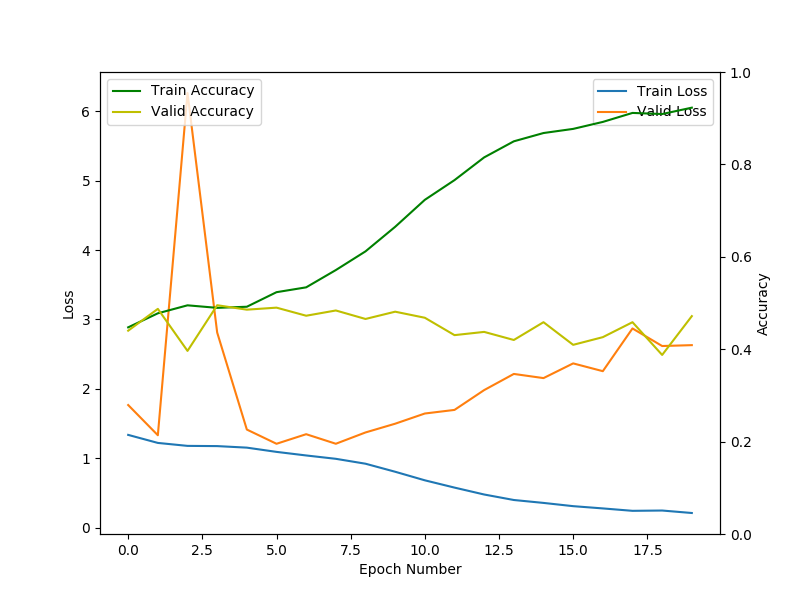 Train Accuracy
Valid Accuracy
Train Loss
Valid Loss
Loss
6
5
4
3
2
1
0
1.0
0.8
0.6
0.4
0.2
0.0
Accuracy
0.0 2.5 5.0 7.5 10.0 12.5 15.0 17.5
Epoch Number